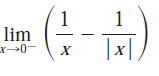 lim x→0⁻ (1/x − 1/|x|)